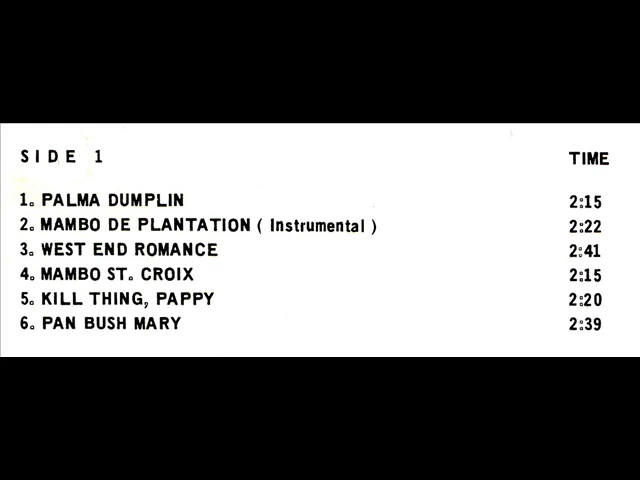 SIDE 1 TIME
1. PALMA DUMPLIN 2:15
2. MAMBO DE PLANTATION ( Instrumental ) 2:22
3. WEST END ROMANCE 2:41
4. MAMBO ST. CROIX 2:15
5. KILL THING, PAPPY 2:20
6. PAN BUSH MARY 2:39